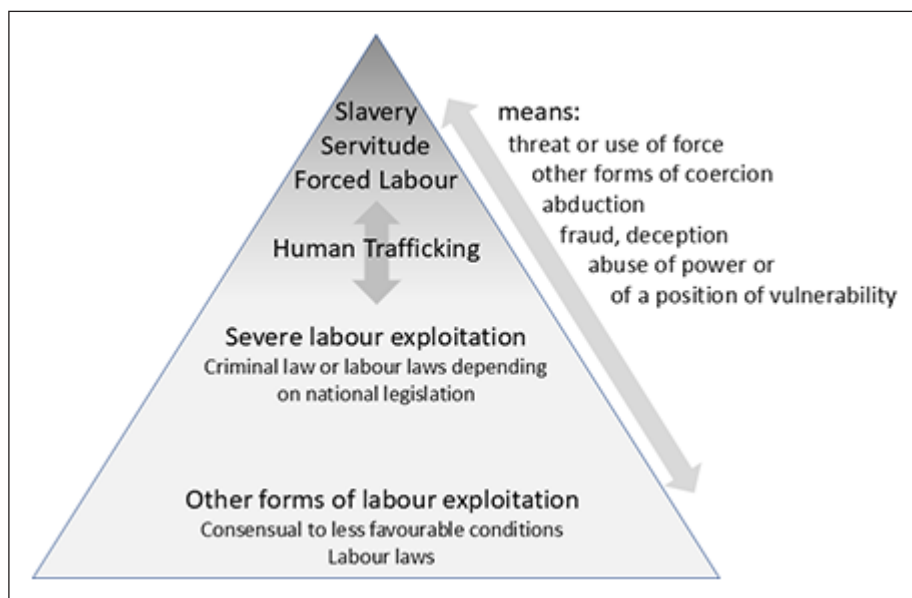 Slavery
Servitude
Forced Labour
Human Trafficking
Severe labour exploitation
Criminal law or labour laws depending
on national legislation
Other forms of labour exploitation
Consensual to less favourable conditions
Labour laws
means:
threat or use of force
other forms of coercion
abduction
fraud, deception
abuse of power or
of a position of vulnerability